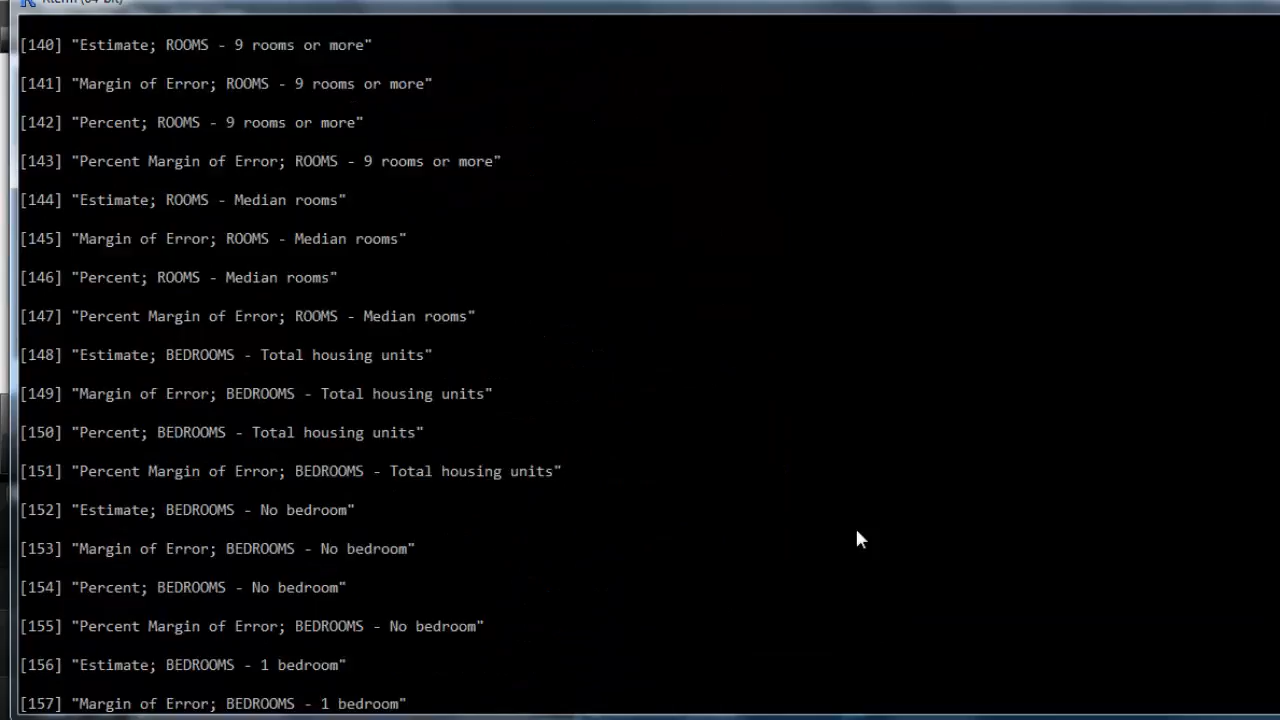 Rterm (64-bit)
[140] "Estimate; ROOMS - 9 rooms or more"
[141] "Margin of Error; ROOMS - 9 rooms or more"
[142] "Percent; ROOMS - 9 rooms or more"
[143] "Percent Margin of Error; ROOMS - 9 rooms or more"
[144] "Estimate; ROOMS - Median rooms"
[145] "Margin of Error; ROOMS - Median rooms"
[146] "Percent; ROOMS - Median rooms"
[147] "Percent Margin of Error; ROOMS - Median rooms"
[148] "Estimate; BEDROOMS - Total housing units"
[149] "Margin of Error; BEDROOMS - Total housing units"
[150] "Percent; BEDROOMS - Total housing units"
[151] "Percent Margin of Error; BEDROOMS - Total housing units"
[152] "Estimate; BEDROOMS - No bedroom"
[153] "Margin of Error; BEDROOMS - No bedroom"
[154] "Percent; BEDROOMS - No bedroom"
[155] "Percent Margin of Error; BEDROOMS - No bedroom"
[156] "Estimate; BEDROOMS - 1 bedroom"
[157] "Margin of Error; BEDROOMS - 1 bedroom"